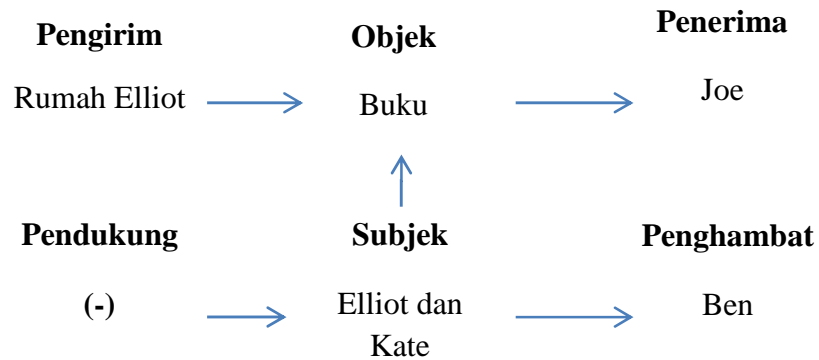 Pengirim
Objek
Penerima
Rumah Elliot
Buku
Joe
Pendukung
Subjek
Penghambat
(-)
Elliot dan
Kate
Ben